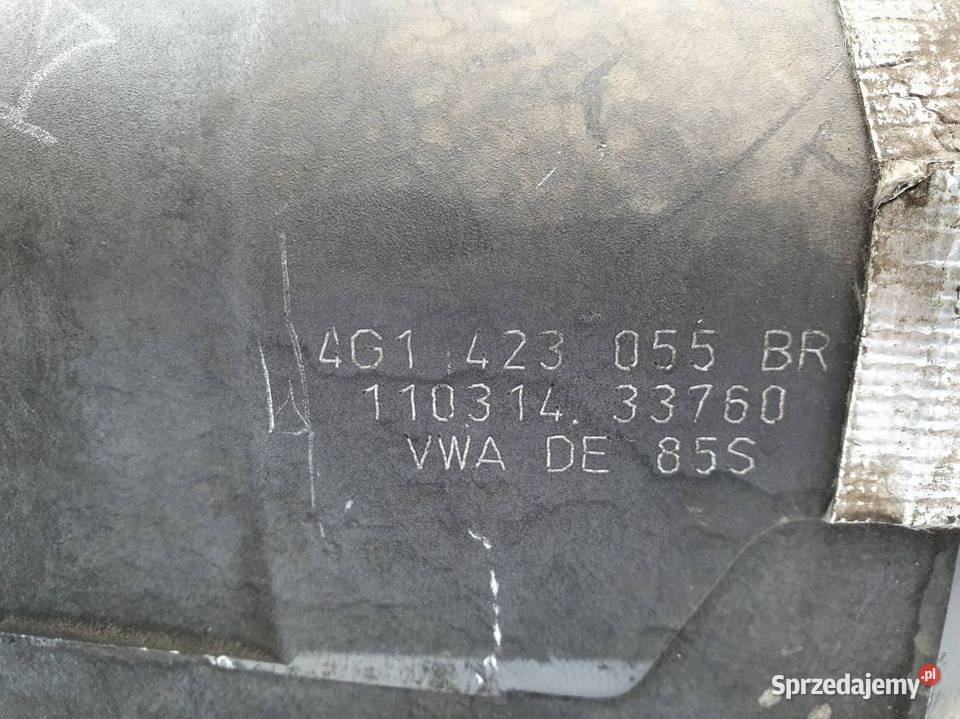 4G1 423 055 BR
110314. 33760
VWA DE 85S
Sprzedajemy.pl